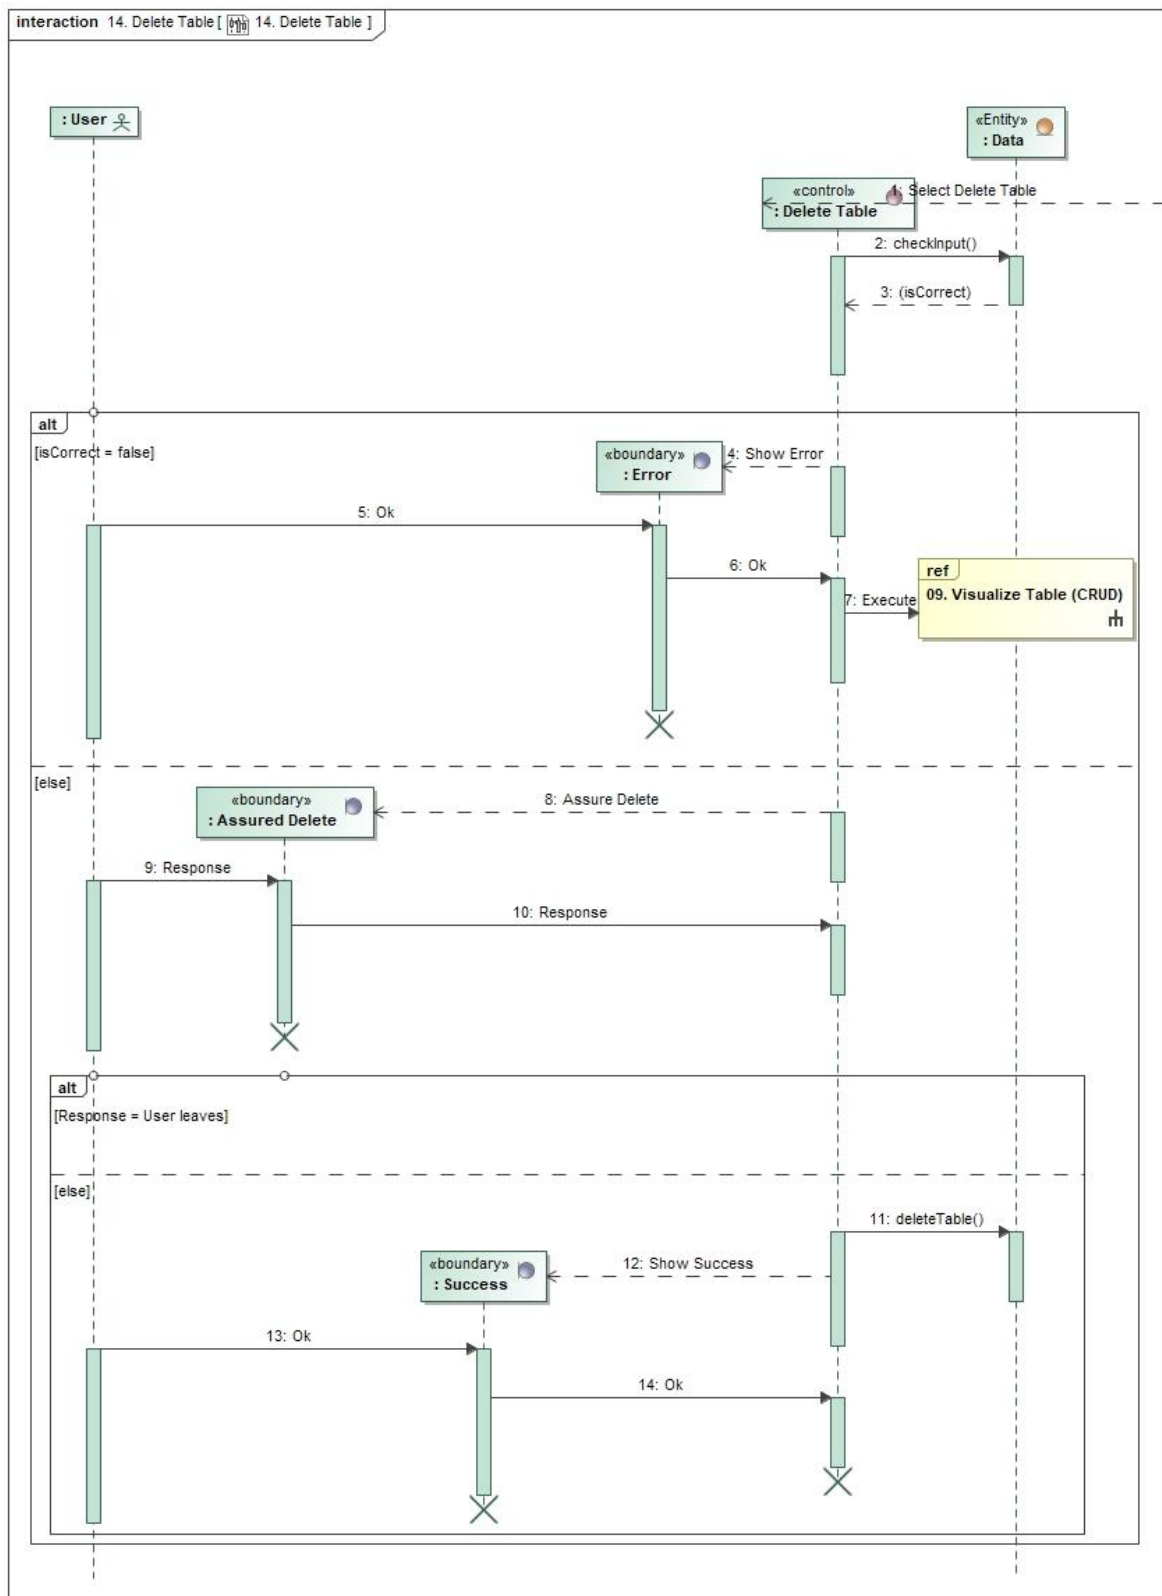 interaction 14. Delete Table [ 14. Delete Table ]
: User
«Entity»
: Data
«control»
: Delete Table
1: Select Delete Table
2: checkInput()
3: (isCorrect)
alt
[isCorrect = false]
«boundary»
: Error
4: Show Error
5: Ok
6: Ok
7: Execute
ref
09. Visualize Table (CRUD)
[else]
«boundary»
: Assured Delete
8: Assure Delete
9: Response
10: Response
alt
[Response = User leaves]
[else]
11: deleteTable()
«boundary»
: Success
12: Show Success
13: Ok
14: Ok